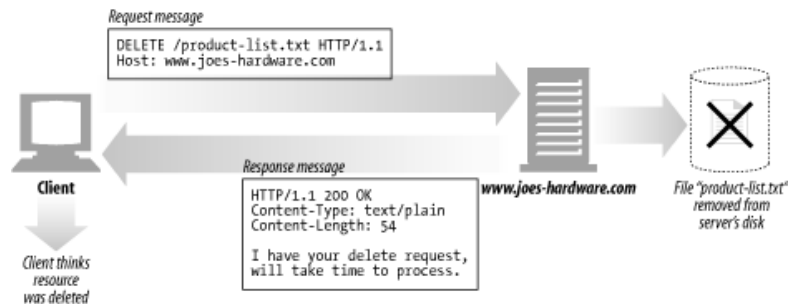 Request message
DELETE /product-list.txt HTTP/1.1
Host: www.joes-hardware.com
Client
www.joes-hardware.com
File "product-list.txt"
removed from
server's disk
Response message
HTTP/1.1 200 OK
Content-Type: text/plain
Content-Length: 54
I have your delete request,
will take time to process.
Client thinks
resource
was deleted